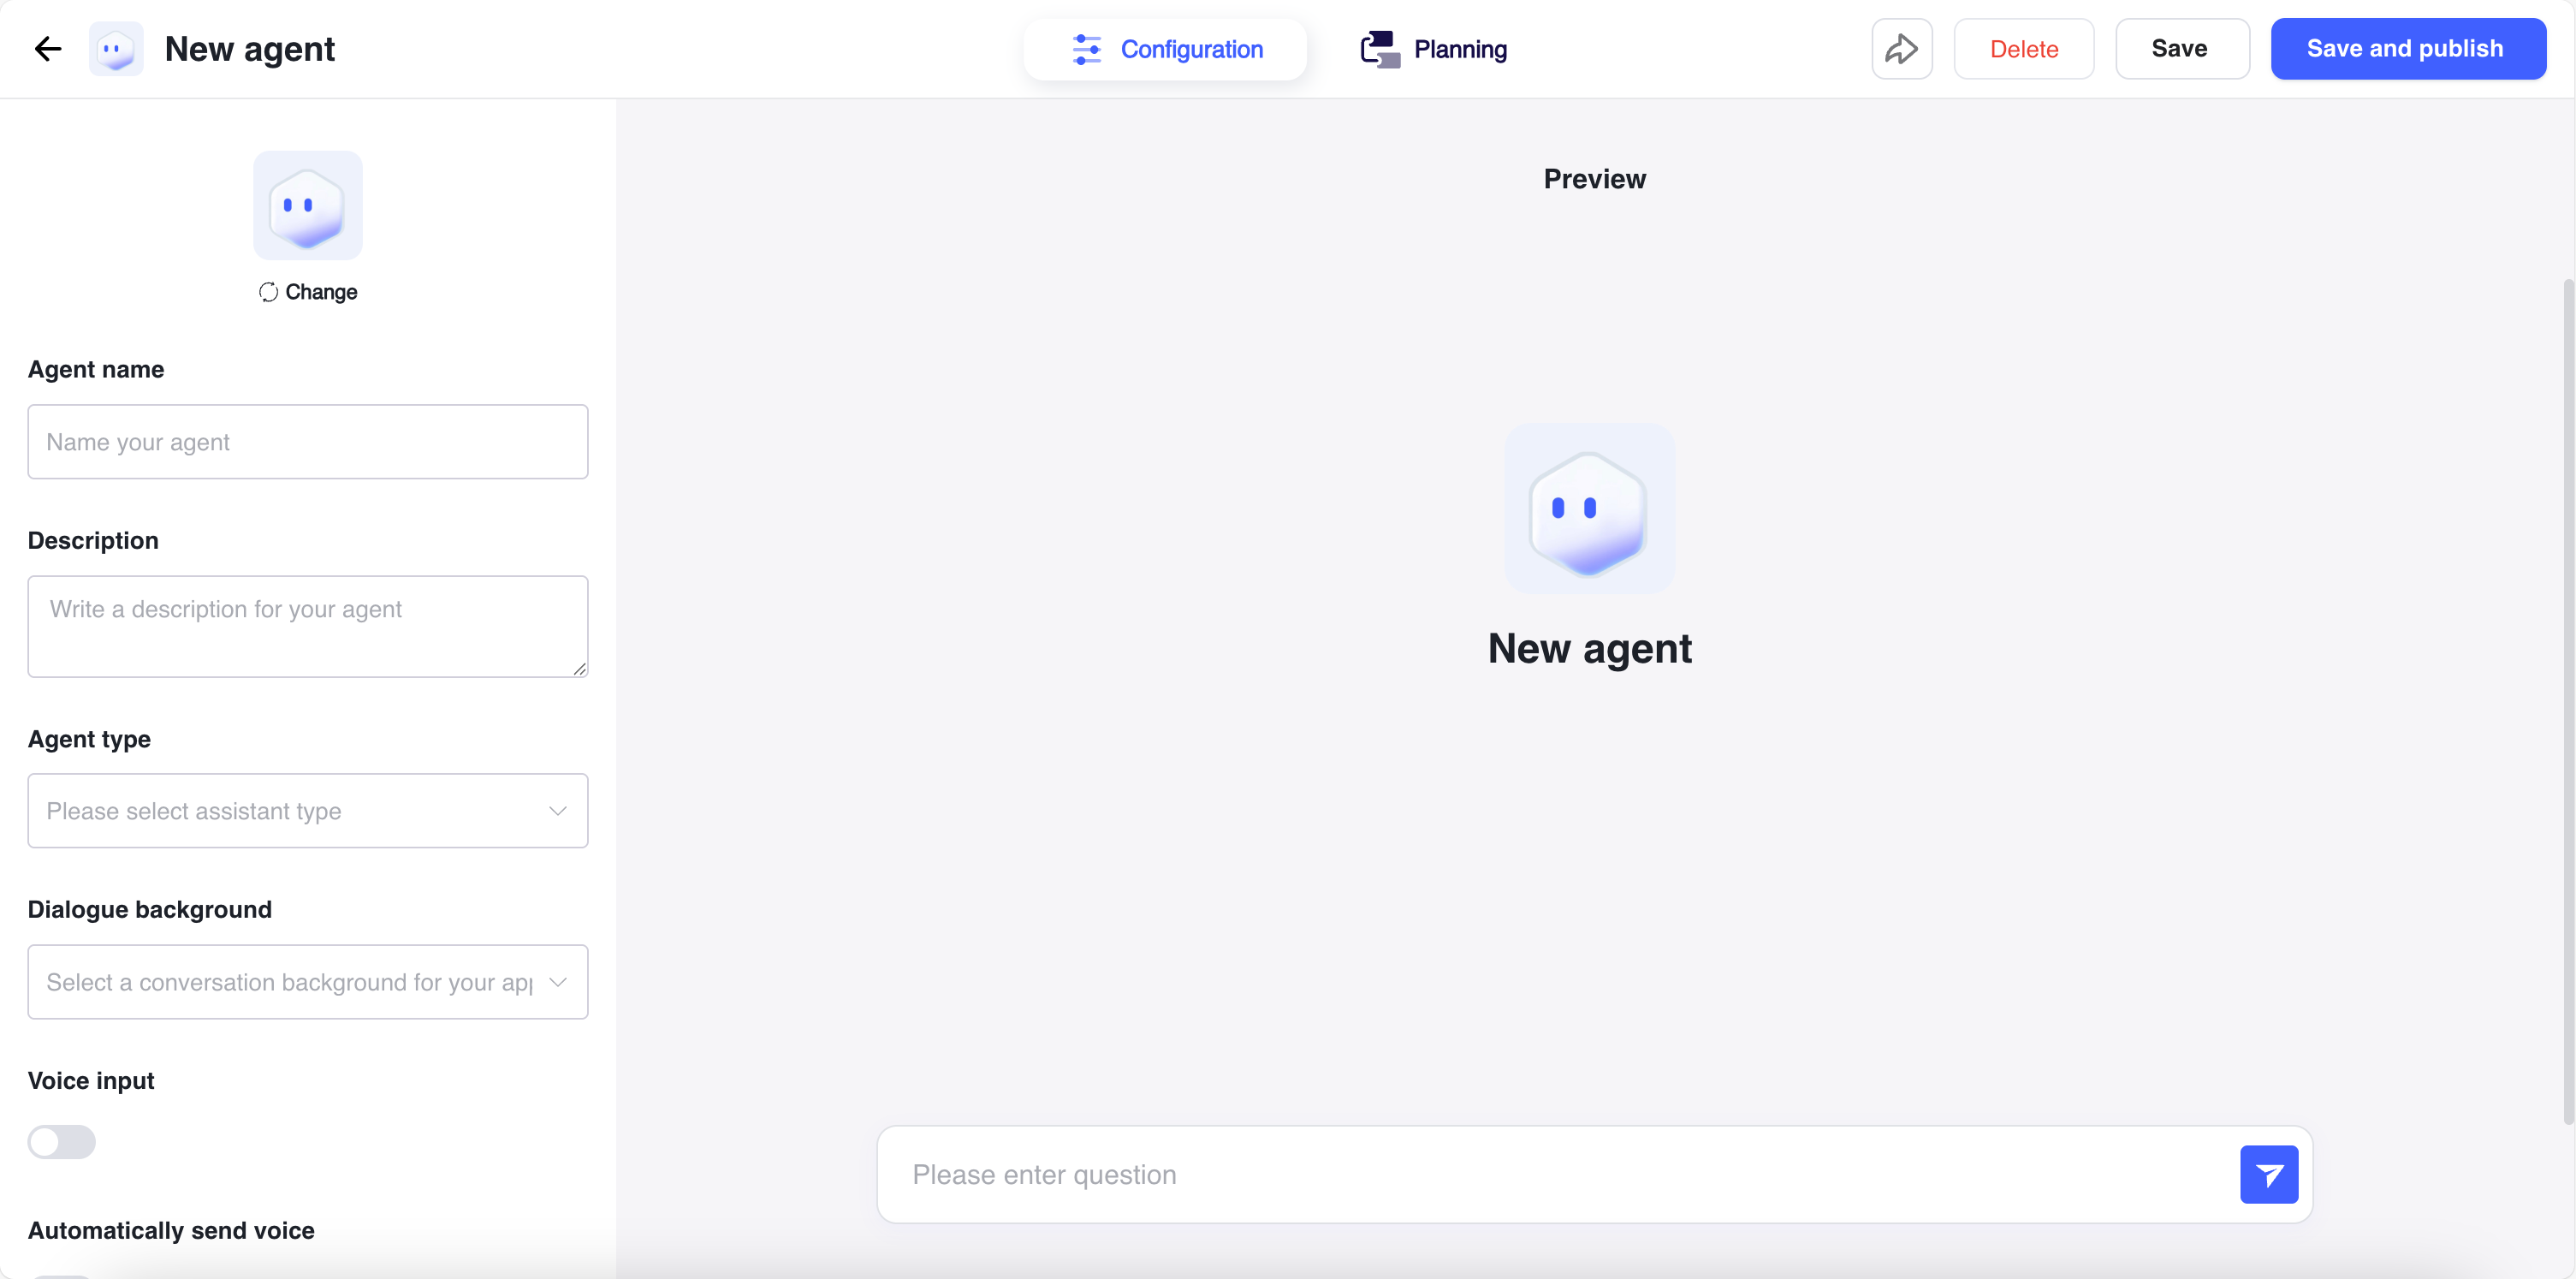 New agent
Configuration
Planning
Delete
Save
Save and publish
Change
Agent name
Name your agent
Description
Write a description for your agent
Agent type
Please select assistant type
Dialogue background
Select a conversation background for your app
Voice input
Automatically send voice
Preview
New agent
Please enter question